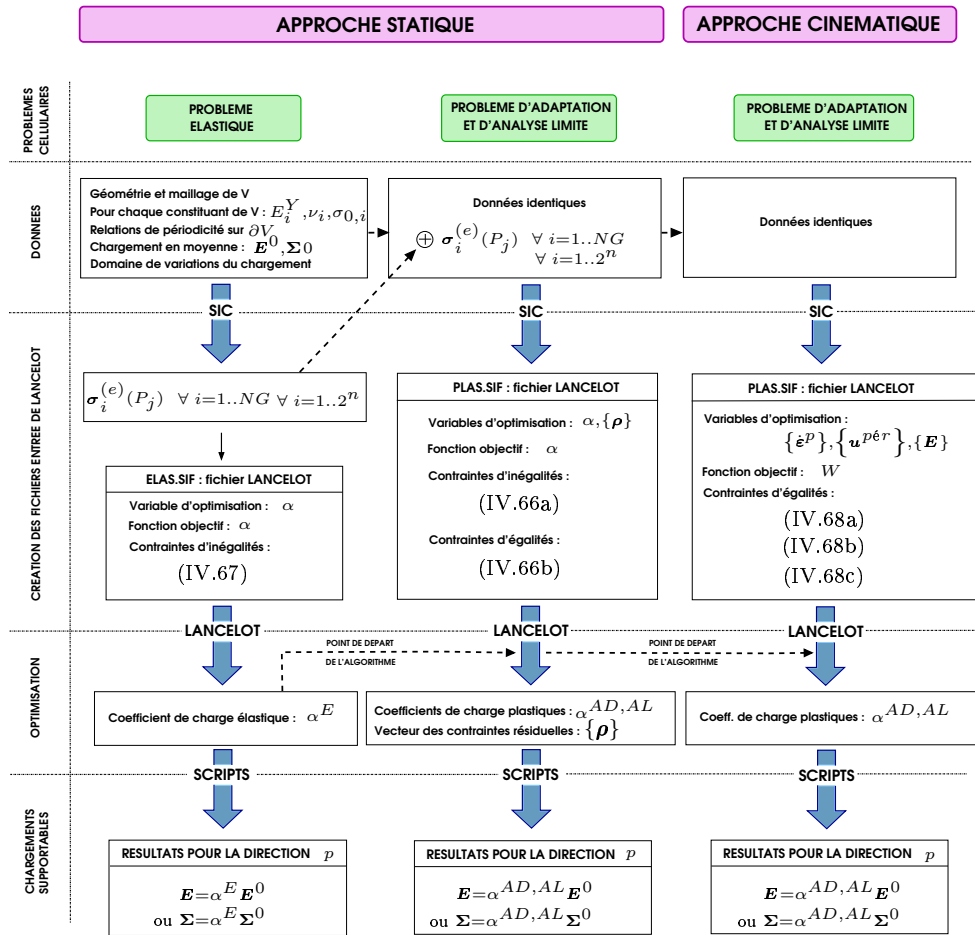 APPROCHE STATIQUE
APPROCHE CINEMATIQUE
PROBLEMES CELLULAIRES
PROBLEME
ELASTIQUE
PROBLEME D'ADAPTATION
ET D'ANALYSE LIMITE
PROBLEME D'ADAPTATION
ET D'ANALYSE LIMITE
DONNEES
Géométrie et maillage de V
Pour chaque constituant de V : E_i^Y, ν_i, σ_{0,i}
Relations de périodicité sur ∂V
Chargement en moyenne : E^0, Σ0
Domaine de variations du chargement
Données identiques
⊕ σ_i^{(e)}(P_j) ∀ i=1..NG
∀ i=1..2^n
Données identiques
SIC
SIC
SIC
CREATION DES FICHIERS ENTREE DE LANCELOT
σ_i^{(e)}(P_j) ∀ i=1..NG ∀ i=1..2^n
ELAS.SIF : fichier LANCELOT
Variable d'optimisation : α
Fonction objectif : α
Contraintes d'inégalités :
(IV.67)
PLAS.SIF : fichier LANCELOT
Variables d'optimisation : α, {ρ}
Fonction objectif : α
Contraintes d'inégalités :
(IV.66a)
Contraintes d'égalités :
(IV.66b)
PLAS.SIF : fichier LANCELOT
Variables d'optimisation :
{ε̇^p}, {u^{pér}}, {E}
Fonction objectif : W
Contraintes d'égalités :
(IV.68a)
(IV.68b)
(IV.68c)
LANCELOT
LANCELOT
LANCELOT
OPTIMISATION
POINT DE DEPART
DE L'ALGORITHME
POINT DE DEPART
DE L'ALGORITHME
Coefficient de charge élastique : α^E
Coefficients de charge plastiques : α^{AD,AL}
Vecteur des contraintes résiduelles : {ρ}
Coeff. de charge plastiques : α^{AD,AL}
SCRIPTS
SCRIPTS
SCRIPTS
CHARGEMENTS SUPPORTABLES
RESULTATS POUR LA DIRECTION p
E=α^E E^0
ou Σ=α^E Σ^0
RESULTATS POUR LA DIRECTION p
E=α^{AD,AL} E^0
ou Σ=α^{AD,AL} Σ^0
RESULTATS POUR LA DIRECTION p
E=α^{AD,AL} E^0
ou Σ=α^{AD,AL} Σ^0